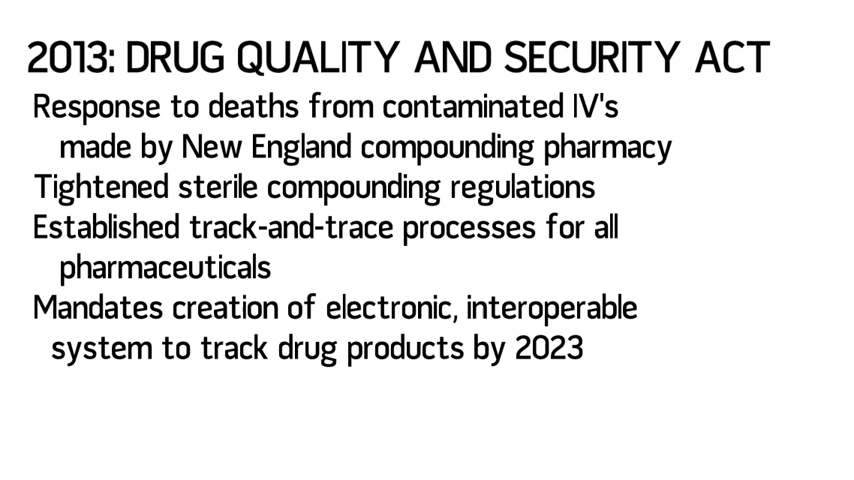 2013: DRUG QUALITY AND SECURITY ACT
Response to deaths from contaminated IV's
made by New England compounding pharmacy
Tightened sterile compounding regulations
Established track-and-trace processes for all
pharmaceuticals
Mandates creation of electronic, interoperable
system to track drug products by 2023